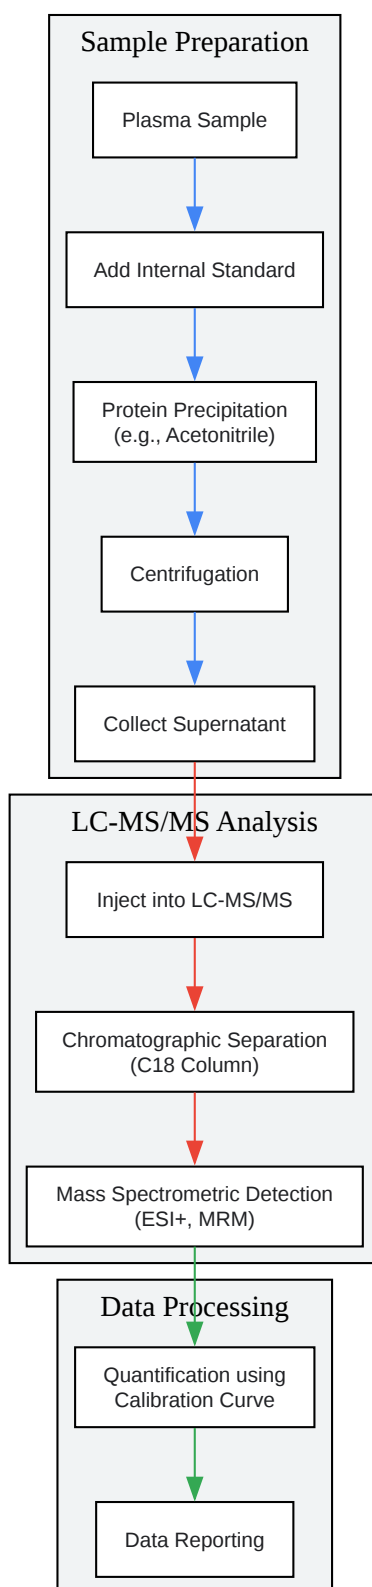 Sample Preparation
Plasma Sample
Add Internal Standard
Protein Precipitation
(e.g., Acetonitrile)
Centrifugation
Collect Supernatant
LC-MS/MS Analysis
Inject into LC-MS/MS
Chromatographic Separation
(C18 Column)
Mass Spectrometric Detection
(ESI+, MRM)
Data Processing
Quantification using
Calibration Curve
Data Reporting